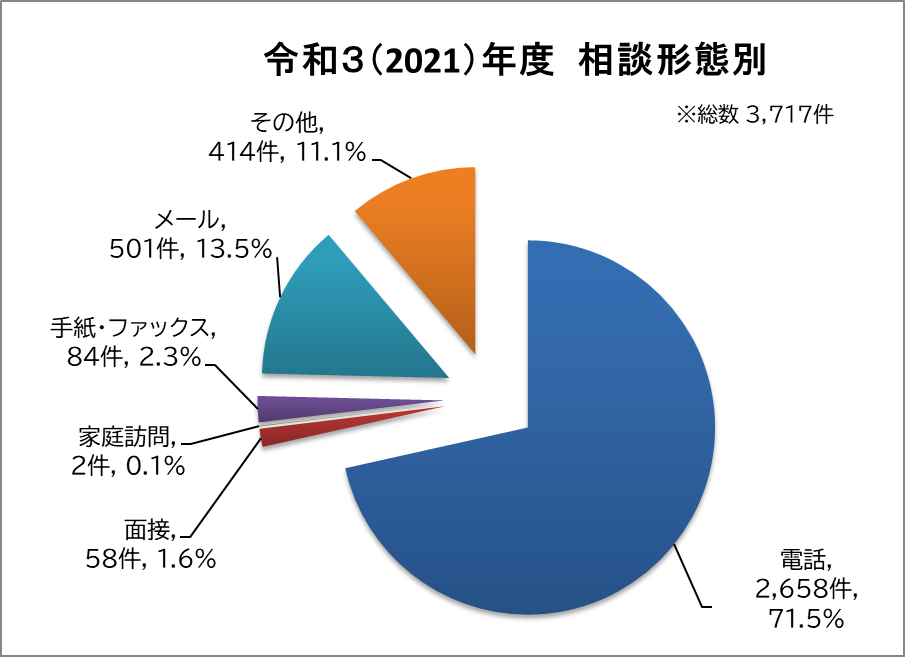 令和３（2021）年度　相談形態別
※総数 3,717件
その他,
414件, 11.1%
メール,
501件, 13.5%
手紙・ファックス,
84件, 2.3%
家庭訪問,
2件, 0.1%
面接,
58件, 1.6%
電話,
2,658件,
71.5%